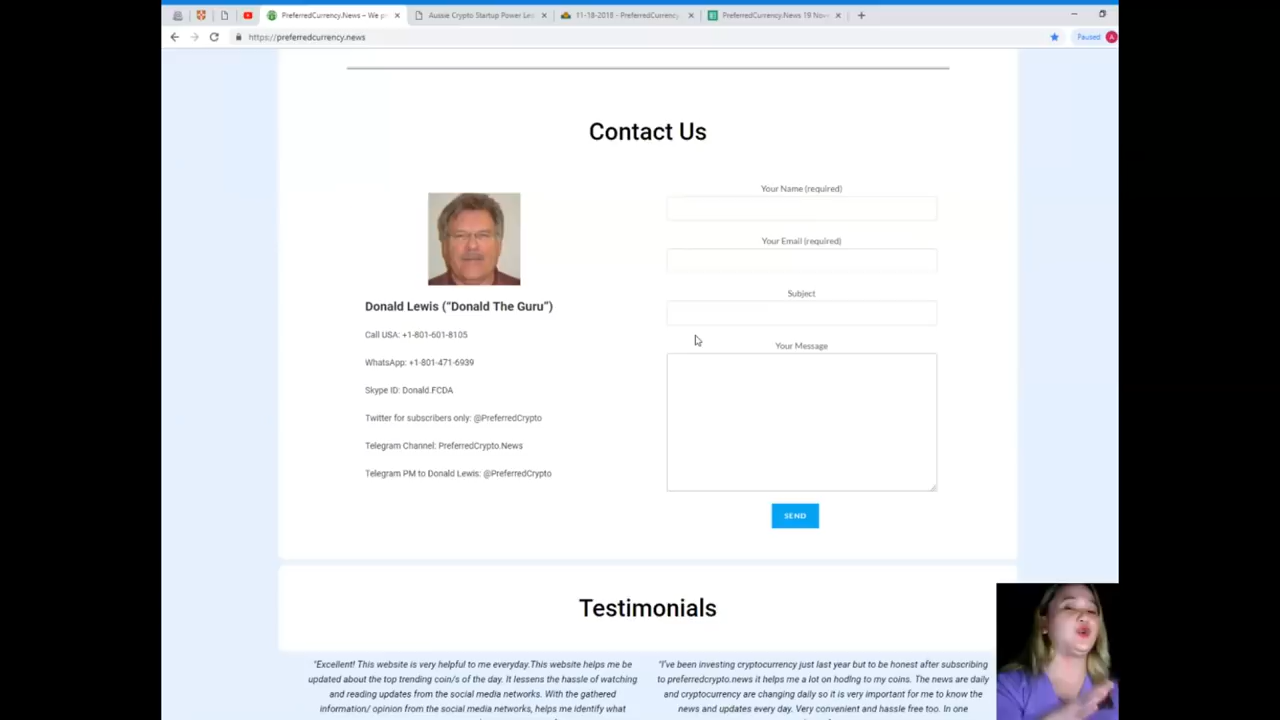 PreferredCurrency.News – We pr
Aussie Crypto Startup Power Le
11-18-2018 - PreferredCurrency
PreferredCurrency.News 19 Nov
https://preferredcurrency.news
Paused
A
Contact Us
Donald Lewis ("Donald The Guru")
Call USA: +1-801-601-8105
WhatsApp: +1-801-471-6939
Skype ID: Donald.FCDA
Twitter for subscribers only: @PreferredCrypto
Telegram Channel: PreferredCrypto.News
Telegram PM to Donald Lewis: @PreferredCrypto
Your Name (required)
Your Email (required)
Subject
Your Message
SEND
Testimonials
"Excellent! This website is very helpful to me everyday.This website helps me be
updated about the top trending coin/s of the day. It lessens the hassle of watching
and reading updates from the social media networks. With the gathered
information/ opinion from the social media networks, helps me identify what
"I've been investing cryptocurrency just last year but to be honest after subscribing
to preferredcrypto.news it helps me a lot on hodlng to my coins. The news are daily
and cryptocurrency are changing daily so it is very important for me to know the
news and updates every day. Very convenient and hassle free too. In one